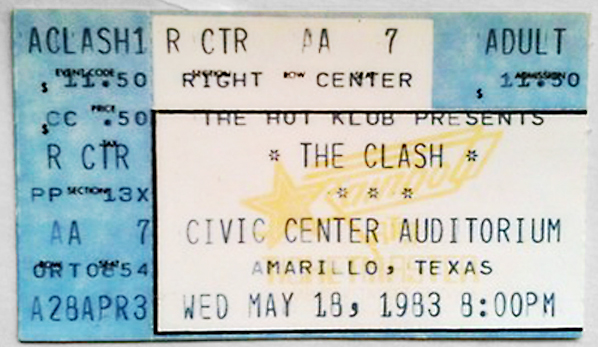 ACLASH1 R CTR AA 7 ADULT
EVENT CODE SECTION ROW SEAT ADMISSION
$ 11.50 RIGHT CENTER $ 11.50
PRICE
CC .50 THE HOT KLUB PRESENTS
R CTR * THE CLASH *
SECTION
PP 13X * * *
AA 7 CIVIC CENTER AUDITORIUM
ROW SEAT
ORT0854 AMARILLO, TEXAS
A28APR3 WED MAY 18, 1983 8:00PM